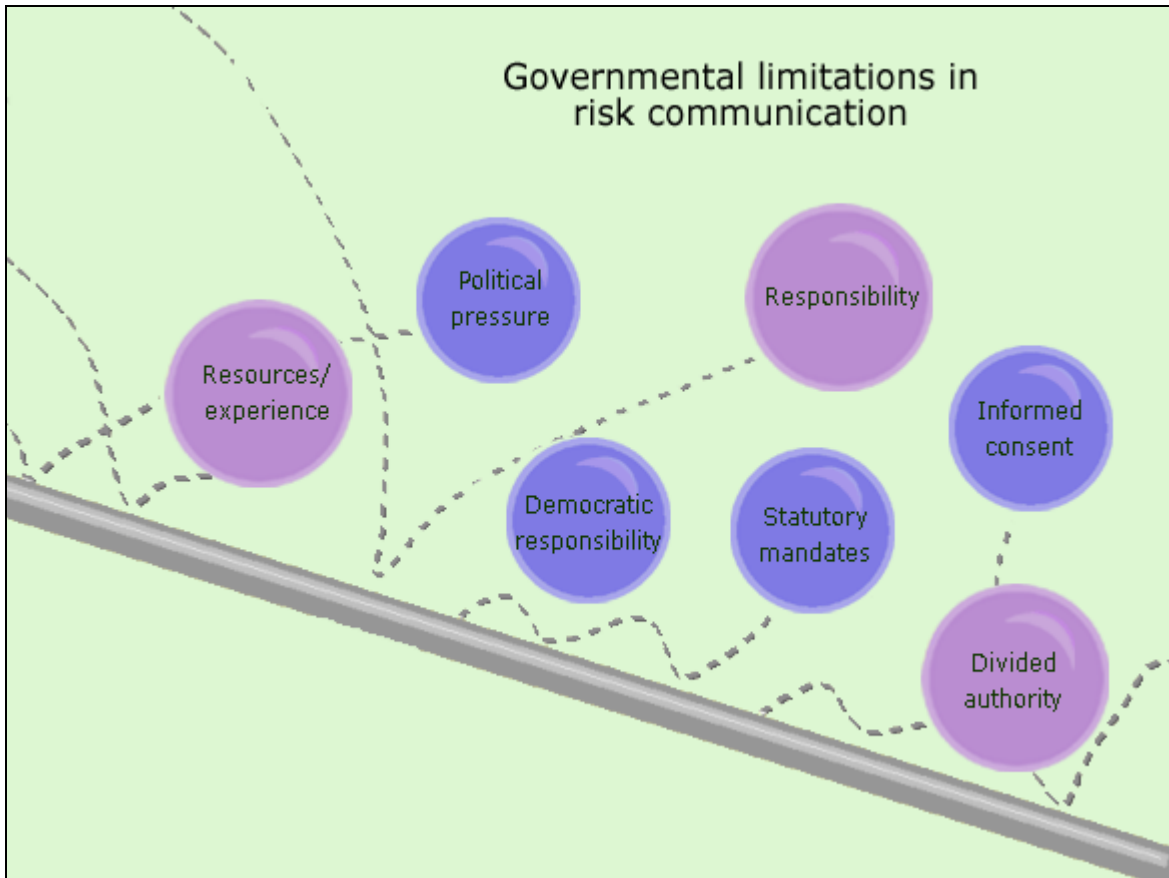 Governmental limitations in
risk communication
Political
pressure
Responsibility
Resources/
experience
Informed
consent
Democratic
responsibility
Statutory
mandates
Divided
authority